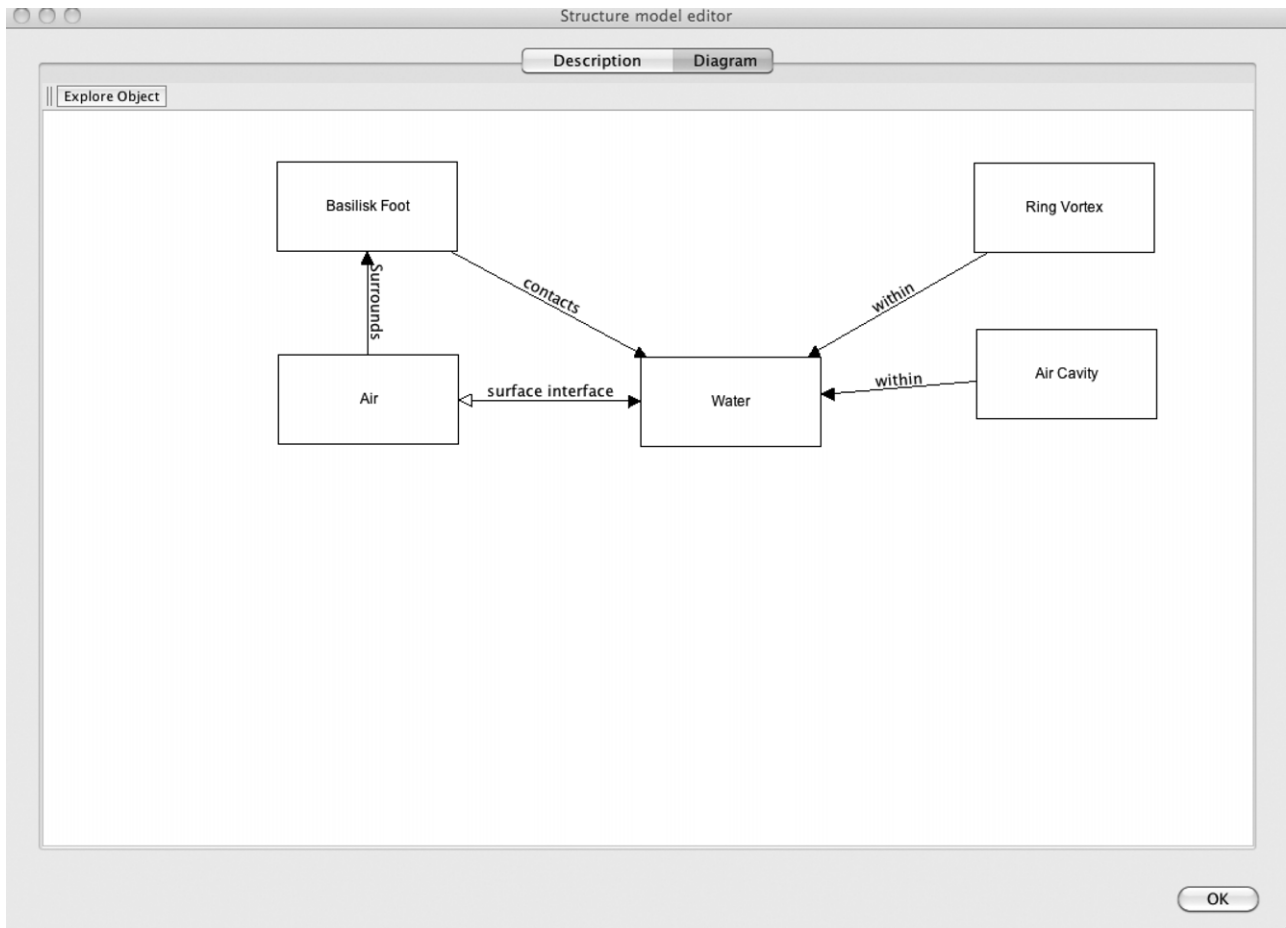 Structure model editor
Description Diagram
Explore Object
Basilisk Foot
Ring Vortex
Surrounds
contacts
within
Air
surface interface
Water
within
Air Cavity
OK